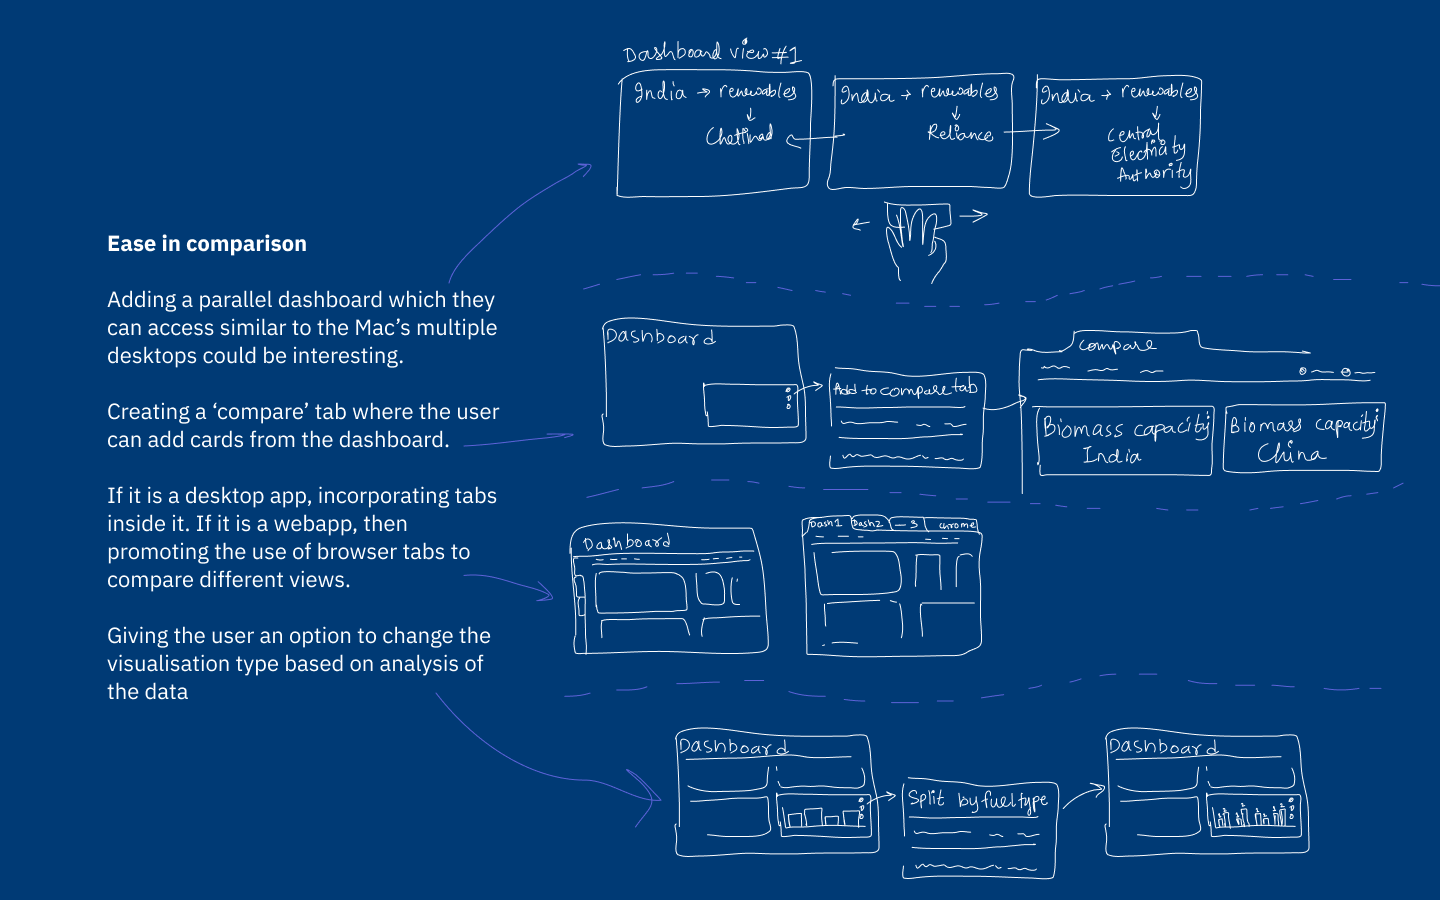 Ease in comparison
Adding a parallel dashboard which they
can access similar to the Mac’s multiple
desktops could be interesting.
Creating a ‘compare’ tab where the user
can add cards from the dashboard.
If it is a desktop app, incorporating tabs
inside it. If it is a webapp, then
promoting the use of browser tabs to
compare different views.
Giving the user an option to change the
visualisation type based on analysis of
the data
Dashboard view #1
India → renewables
↓
Chettinad
India → renewables
↓
Reliance
India → renewables
↓
Central
Electricity
Authority
Dashboard
Add to compare tab
compare
Biomass capacity
India
Biomass capacity
China
Dashboard
Dash1 Dash2 — 3 chrome
Dashboard
Split by fuel type
Dashboard